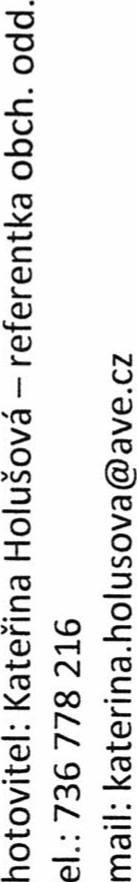 hotovitel: Kateřina Holušová – referentka obch. odd.
el.: 736 778 216
mail: katerina.holusova@ave.cz